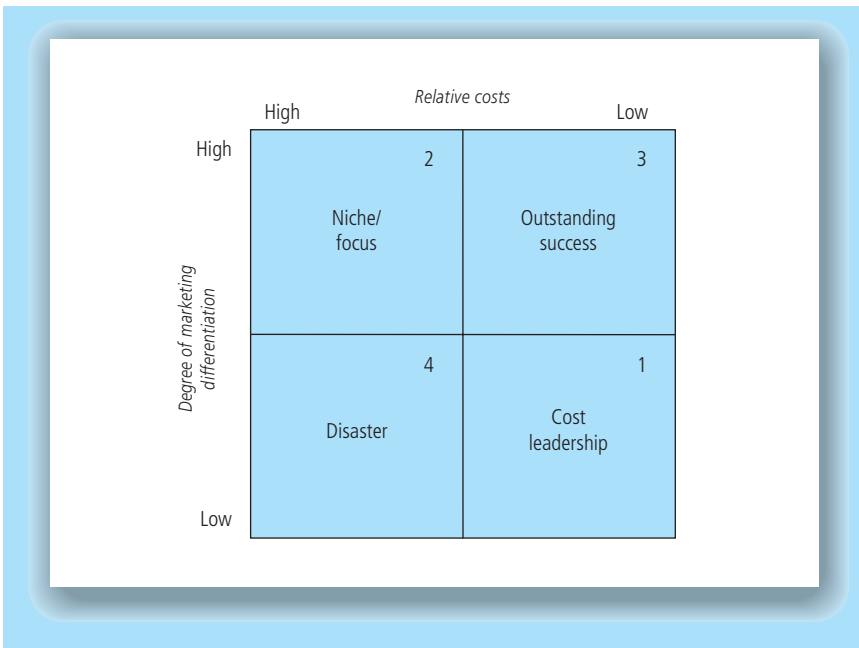 Relative costs
High
Low
High
2
3
Niche/
focus
Outstanding
success
Degree of marketing
differentiation
4
1
Disaster
Cost
leadership
Low